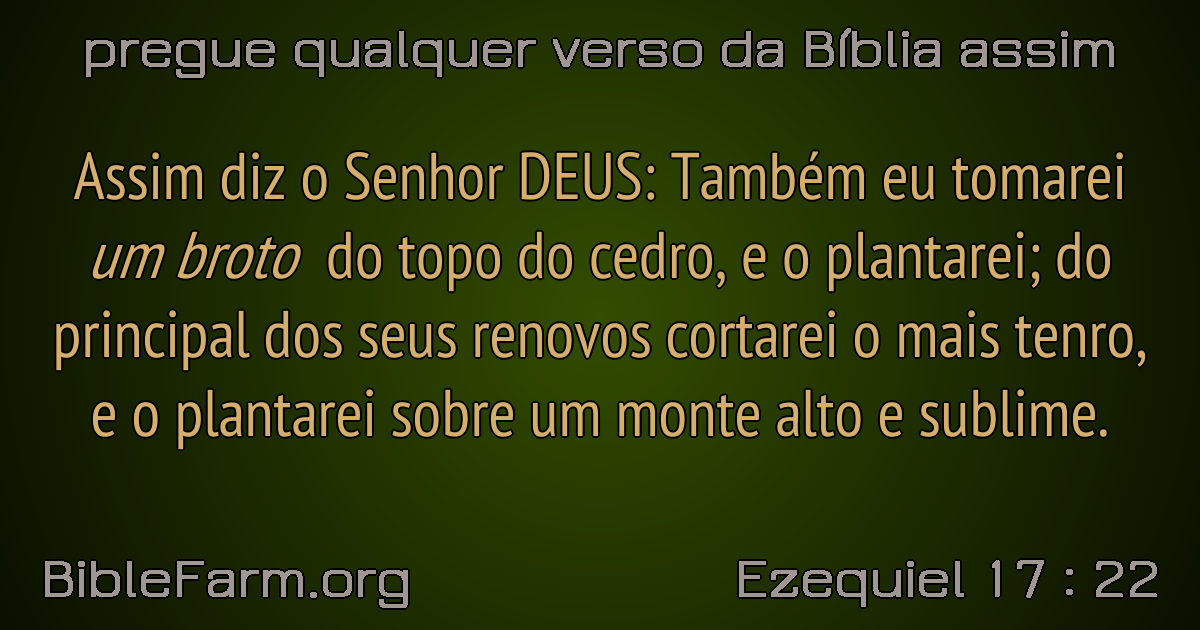 pregue qualquer verso da Bíblia assim
Assim diz o Senhor DEUS: Também eu tomarei
um broto do topo do cedro, e o plantarei; do
principal dos seus renovos cortarei o mais tenro,
e o plantarei sobre um monte alto e sublime.
BibleFarm.org
Ezequiel 17 : 22